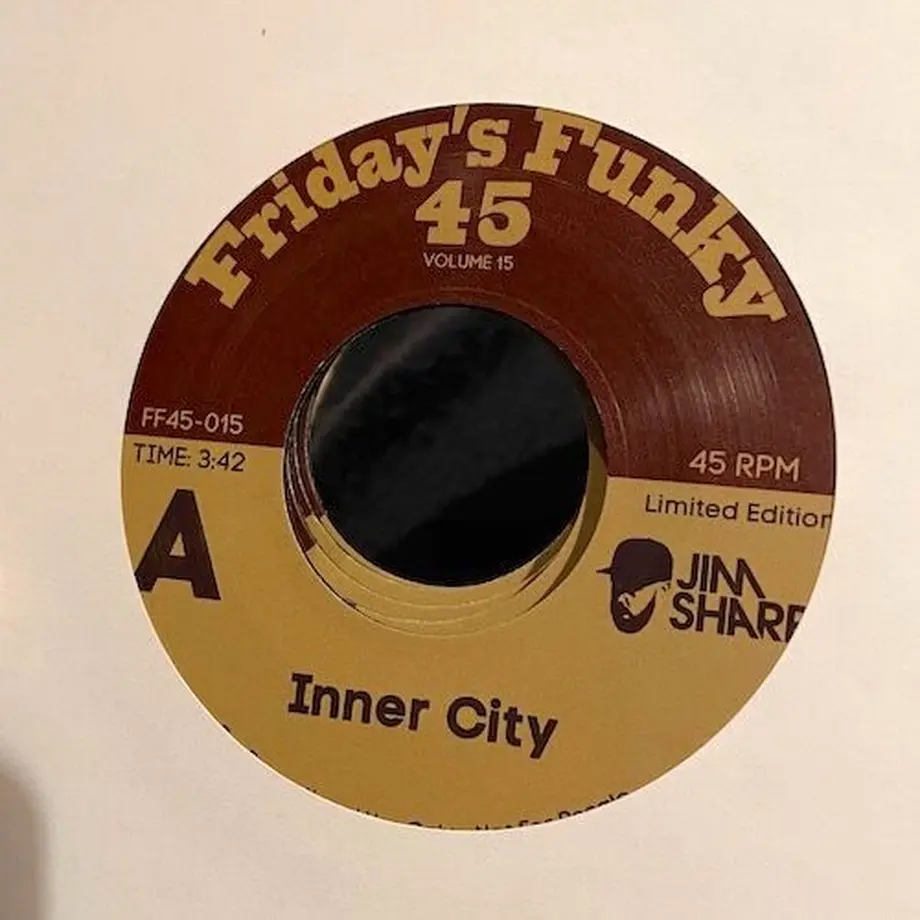 Friday's Funky
45
VOLUME 15
FF45-015
TIME: 3:42
45 RPM
Limited Edition
A
JIM
SHARP
Inner City